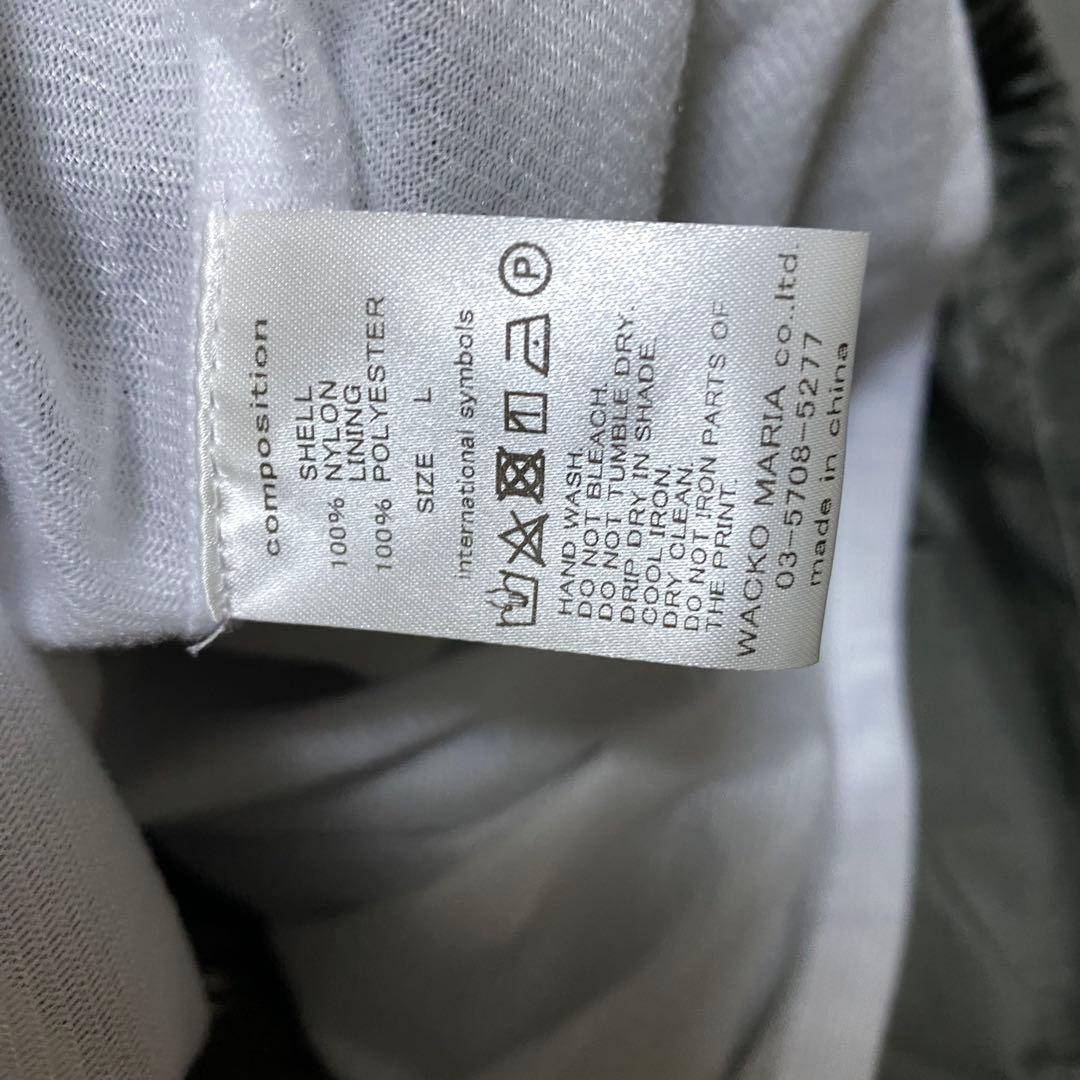 composition
SHELL
100% NYLON
LINING
100% POLYESTER
SIZE L
international symbols
P
HAND WASH.
DO NOT BLEACH.
DO NOT TUMBLE DRY.
DRIP DRY IN SHADE.
COOL IRON.
DRY CLEAN.
DO NOT IRON PARTS OF
THE PRINT.
WACKO MARIA co.,ltd.
03-5708-5277
made in china